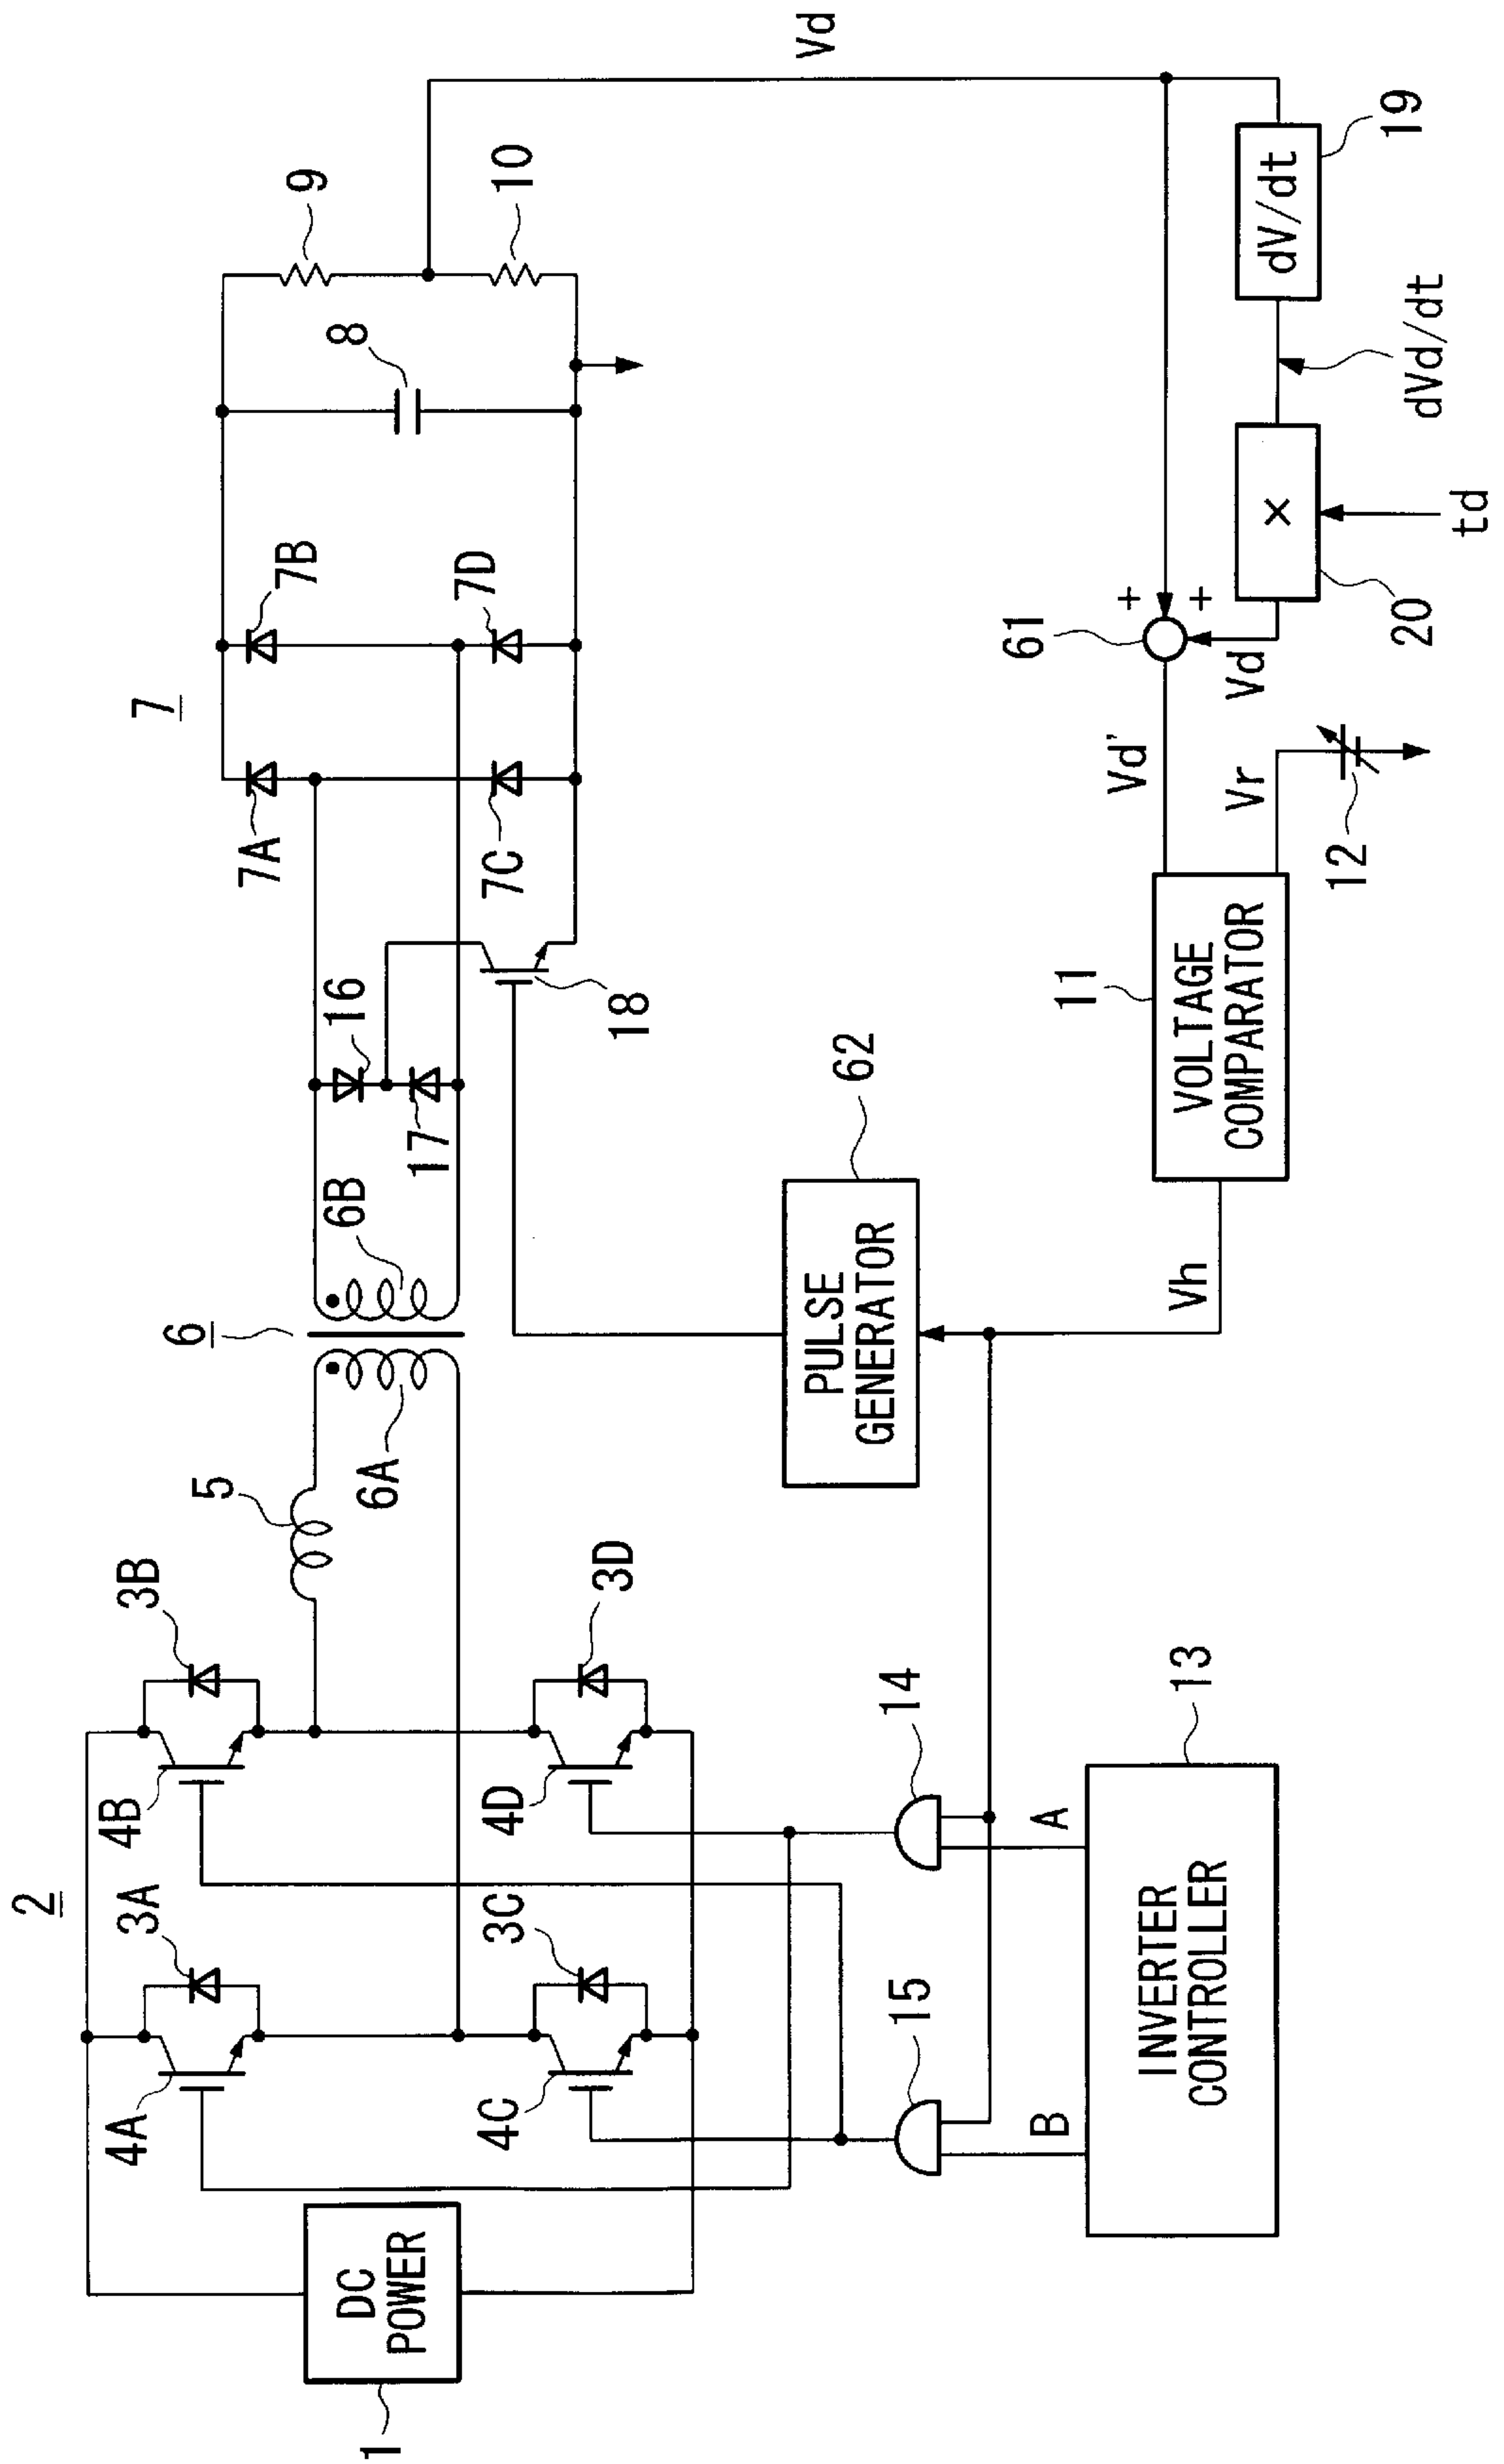 2
3A
3B
4A
4B
3C
3D
4C
4D
5
6
6A
6B
16
17
18
7
7A
7B
7C
7D
8
9
10
DC
POWER
1
PULSE
GENERATOR
62
14
15
A
B
INVERTER
CONTROLLER
13
Vh
VOLTAGE
COMPARATOR
11
Vd'
Vr
12
61
+
+
Vd
×
20
td
dVd/dt
dV/dt
19
Vd